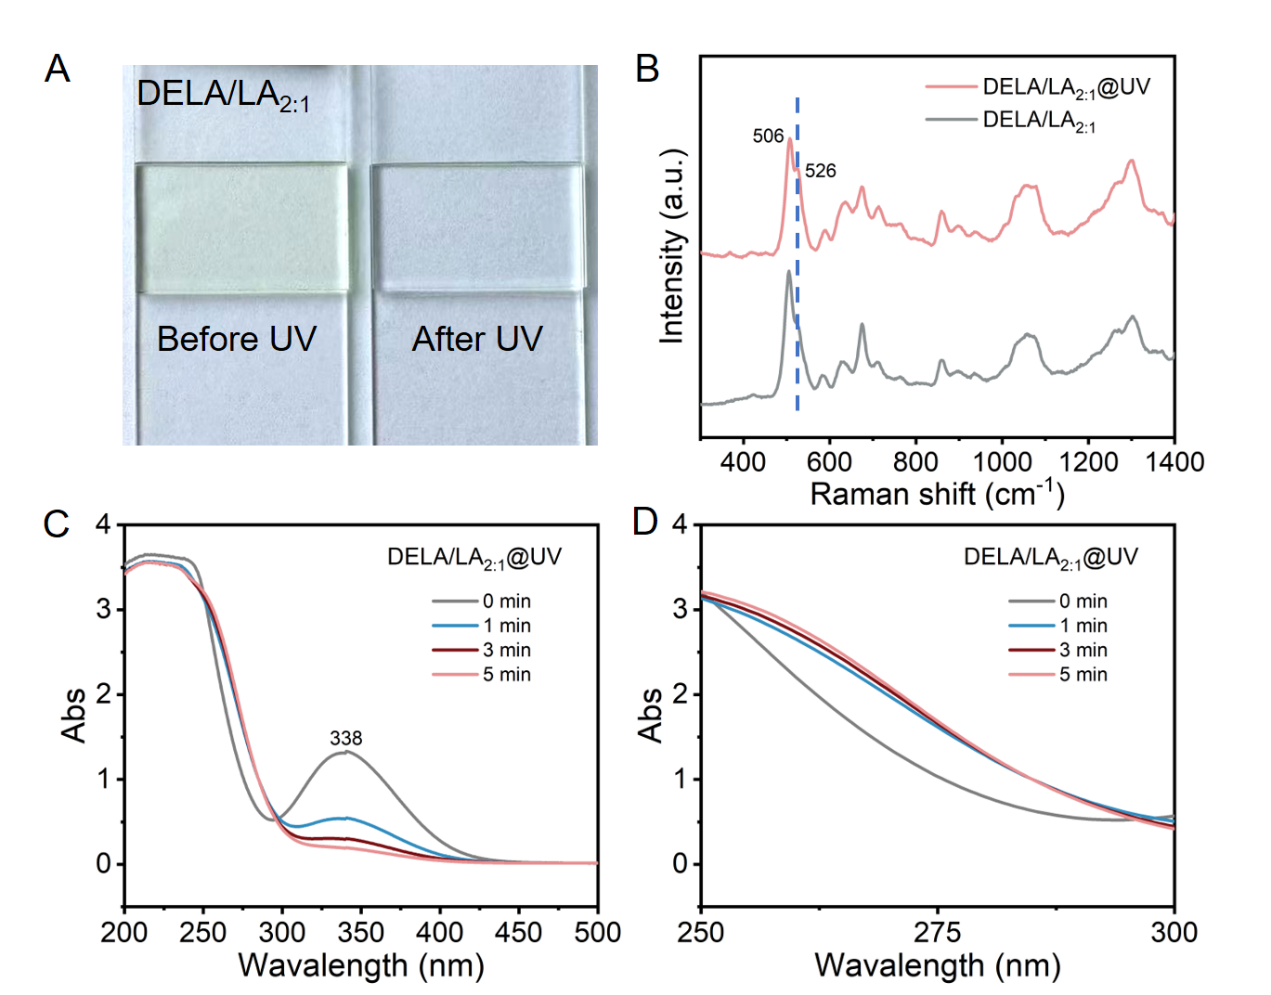 A
DELA/LA2:1
Before UV
After UV
B
DELA/LA2:1@UV
DELA/LA2:1
506
526
Intensity (a.u.)
400 600 800 1000 1200 1400
Raman shift (cm-1)
C
4
3
2
1
0
Abs
DELA/LA2:1@UV
0 min
1 min
3 min
5 min
338
200 250 300 350 400 450 500
Wavelength (nm)
D
4
3
2
1
0
Abs
DELA/LA2:1@UV
0 min
1 min
3 min
5 min
250 275 300
Wavelength (nm)